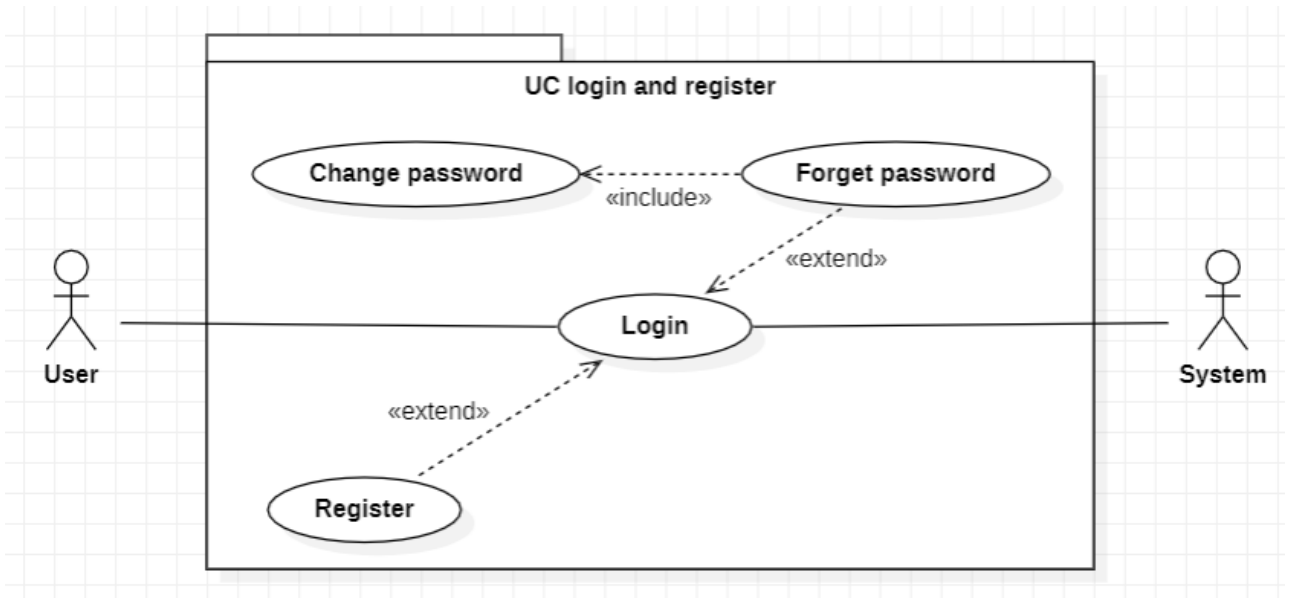 UC login and register
Change password
«include»
Forget password
«extend»
User
Login
System
«extend»
Register